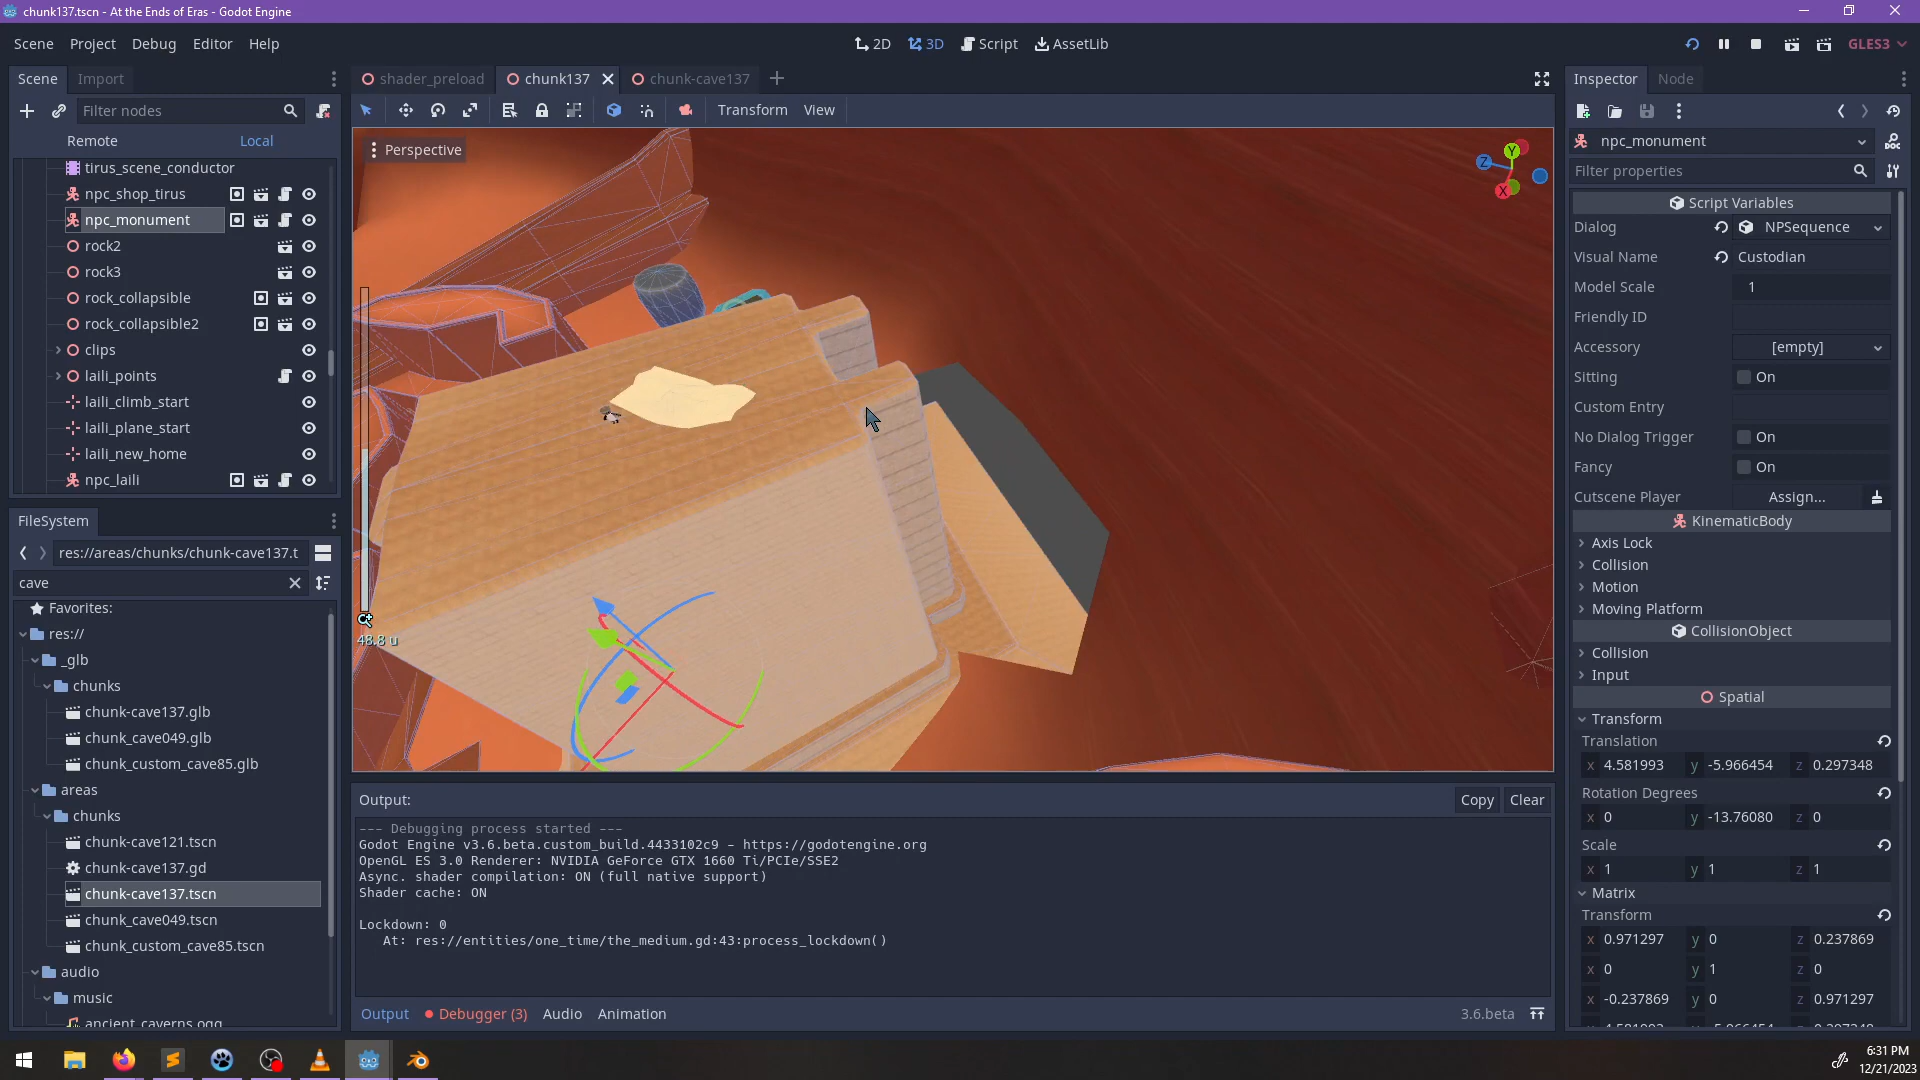 chunk137.tscn - At the Ends of Eras - Godot Engine
Scene Project Debug Editor Help
2D 3D Script AssetLib
GLES3
Scene Import
Filter nodes
Remote Local
tirus_scene_conductor
npc_shop_tirus
npc_monument
rock2
rock3
rock_collapsible
rock_collapsible2
clips
laili_points
laili_climb_start
laili_plane_start
laili_new_home
npc_laili
FileSystem
res://areas/chunks/chunk-cave137.t
cave
Favorites:
res://
_glb
chunks
chunk-cave137.glb
chunk_cave049.glb
chunk_custom_cave85.glb
areas
chunks
chunk-cave121.tscn
chunk-cave137.gd
chunk-cave137.tscn
chunk_cave049.tscn
chunk_custom_cave85.tscn
audio
music
ancient_caverns.ogg
shader_preload chunk137 chunk-cave137
Transform View
Perspective
Y
Z
X
48.8 u
Output:
Copy Clear
--- Debugging process started ---
Godot Engine v3.6.beta.custom_build.4433102c9 - https://godotengine.org
OpenGL ES 3.0 Renderer: NVIDIA GeForce GTX 1660 Ti/PCIe/SSE2
Async. shader compilation: ON (full native support)
Shader cache: ON
Lockdown: 0
At: res://entities/one_time/the_medium.gd:43:process_lockdown()
Output Debugger (3) Audio Animation
3.6.beta
Inspector Node
npc_monument
Filter properties
Script Variables
Dialog NPSequence
Visual Name Custodian
Model Scale 1
Friendly ID
Accessory [empty]
Sitting On
Custom Entry
No Dialog Trigger On
Fancy On
Cutscene Player Assign...
KinematicBody
Axis Lock
Collision
Motion
Moving Platform
CollisionObject
Collision
Input
Spatial
Transform
Translation
x 4.581993 y -5.966454 z 0.297348
Rotation Degrees
x 0 y -13.76080 z 0
Scale
x 1 y 1 z 1
Matrix
Transform
x 0.971297 y 0 z 0.237869
x 0 y 1 z 0
x -0.237869 y 0 z 0.971297
4.581993 -5.966454 0.297348
6:31 PM
12/21/2023